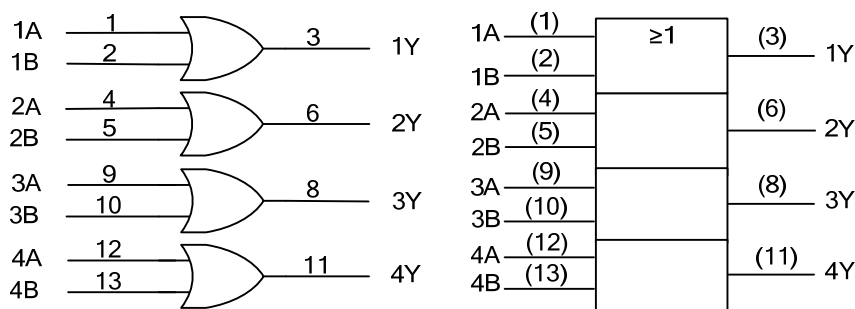 1A 1 3 1Y
1B 2
2A 4 6 2Y
2B 5
3A 9 8 3Y
3B 10
4A 12 11 4Y
4B 13
1A (1) ≥1 (3) 1Y
1B (2)
2A (4) (6) 2Y
2B (5)
3A (9) (8) 3Y
3B (10)
4A (12) (11) 4Y
4B (13)